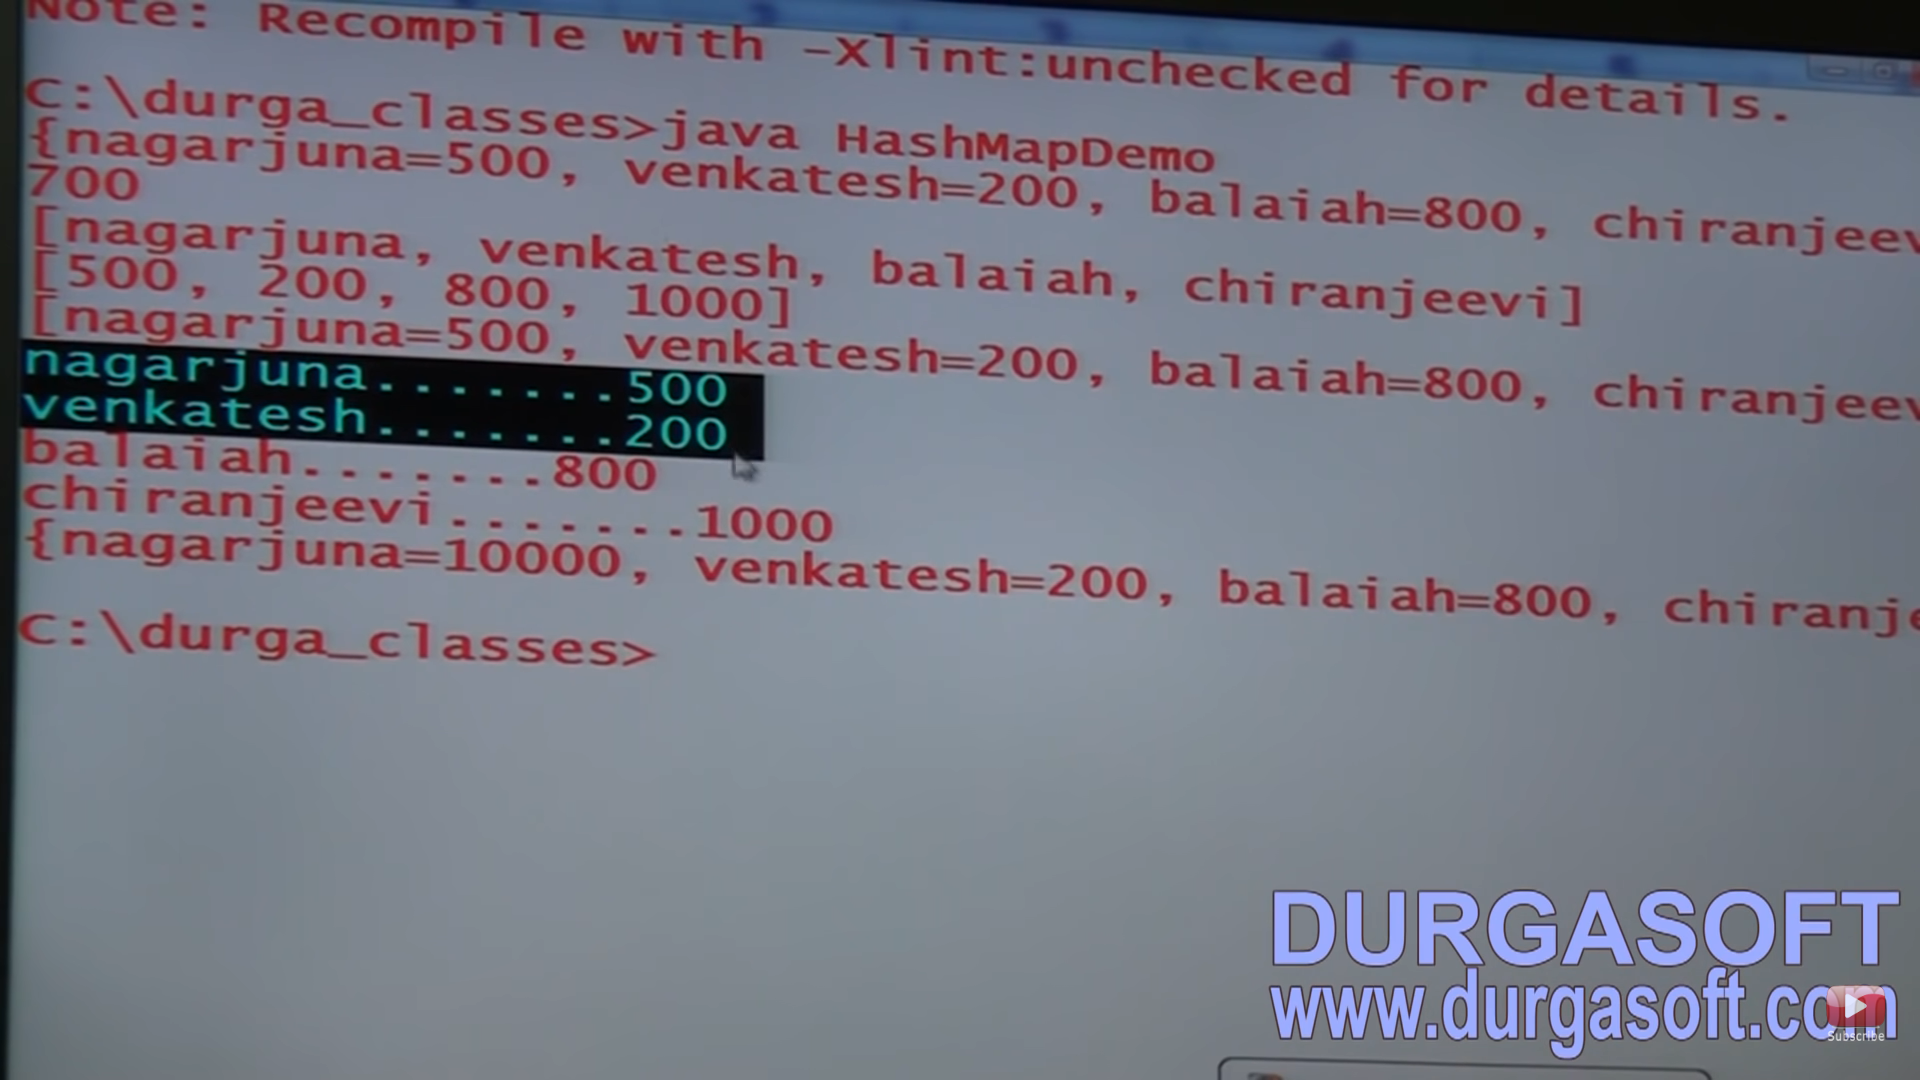 Note: Recompile with -Xlint:unchecked for details.
C:\durga_classes>java HashMapDemo
{nagarjuna=500, venkatesh=200, balaiah=800, chiranjeev
700
[nagarjuna, venkatesh, balaiah, chiranjeevi]
[500, 200, 800, 1000]
[nagarjuna=500, venkatesh=200, balaiah=800, chiranjeev
nagarjuna.......500
venkatesh.......200
balaiah.......800
chiranjeevi.......1000
{nagarjuna=10000, venkatesh=200, balaiah=800, chiranje
C:\durga_classes>
DURGASOFT
www.durgasoft.com
Subscribe